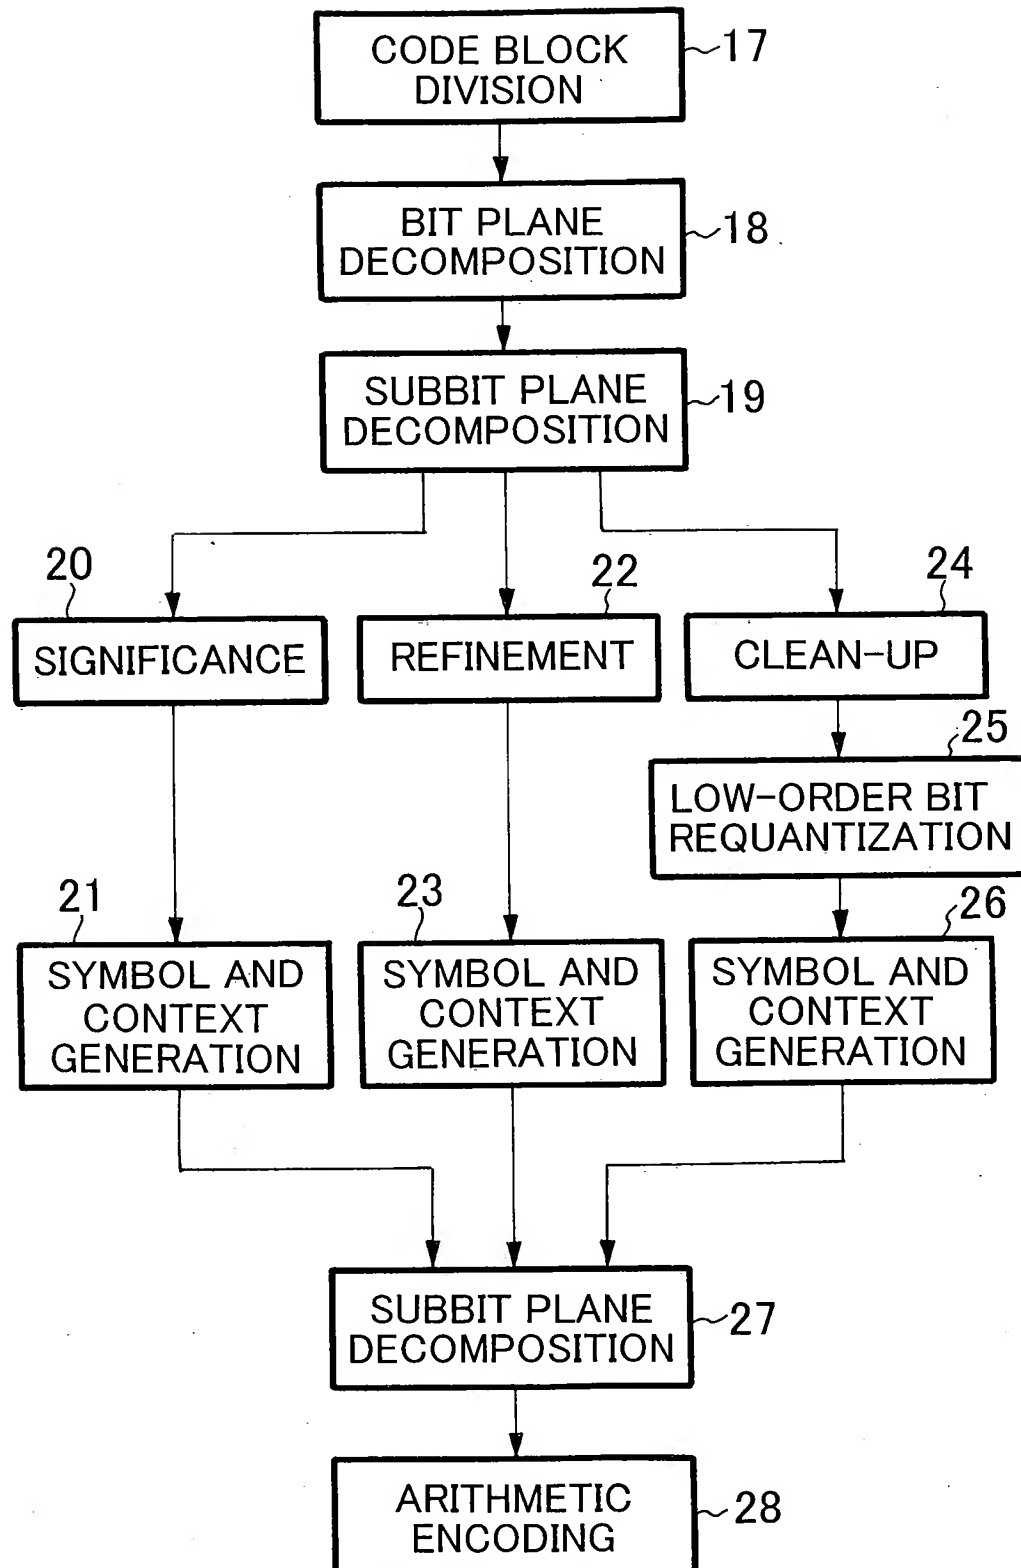 CODE BLOCK
DIVISION
17
BIT PLANE
DECOMPOSITION
18
SUBBIT PLANE
DECOMPOSITION
19
20
22
24
SIGNIFICANCE
REFINEMENT
CLEAN-UP
25
LOW-ORDER BIT
REQUANTIZATION
21
23
26
SYMBOL AND
CONTEXT
GENERATION
SYMBOL AND
CONTEXT
GENERATION
SYMBOL AND
CONTEXT
GENERATION
SUBBIT PLANE
DECOMPOSITION
27
ARITHMETIC
ENCODING
28